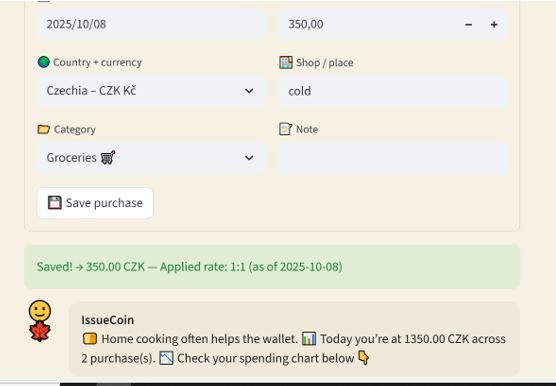 2025/10/08
350,00
− +
🌍 Country + currency
🏪 Shop / place
Czechia – CZK Kč
cold
📂 Category
📝 Note
Groceries 🛒
💾 Save purchase
Saved! → 350.00 CZK — Applied rate: 1:1 (as of 2025-10-08)
IssueCoin
🍞 Home cooking often helps the wallet. 📊 Today you're at 1350.00 CZK across
2 purchase(s). 📉 Check your spending chart below 👇